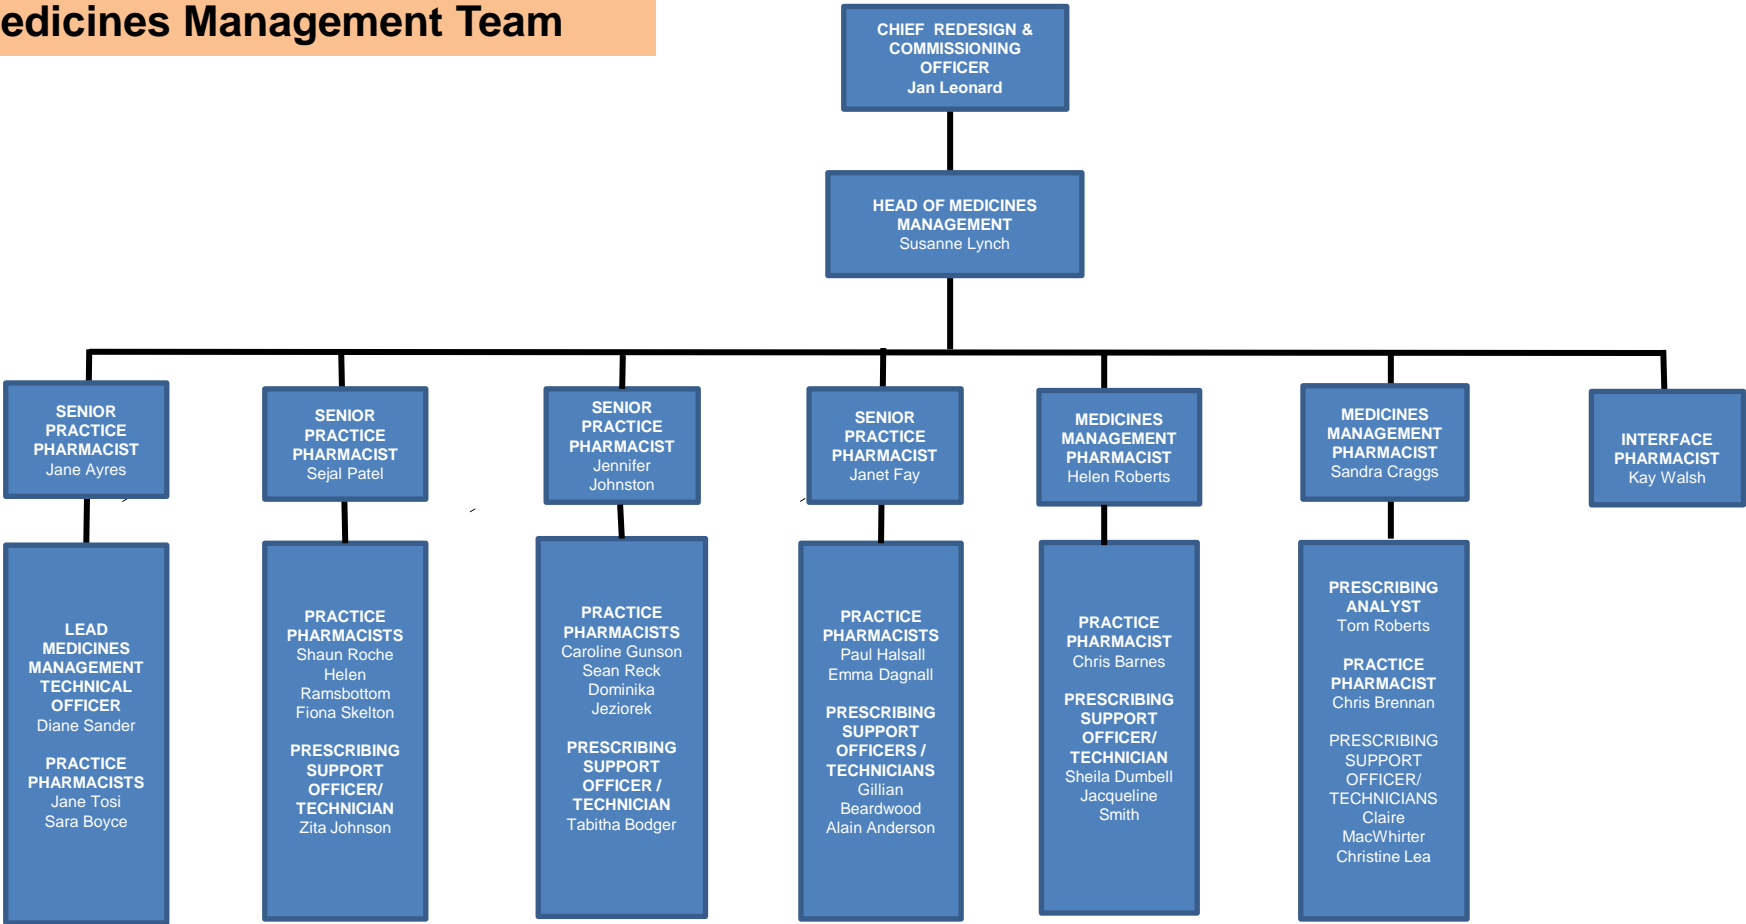 edicines Management Team
CHIEF REDESIGN &
COMMISSIONING
OFFICER
Jan Leonard
HEAD OF MEDICINES
MANAGEMENT
Susanne Lynch
SENIOR
PRACTICE
PHARMACIST
Jane Ayres
SENIOR
PRACTICE
PHARMACIST
Sejal Patel
SENIOR
PRACTICE
PHARMACIST
Jennifer
Johnston
SENIOR
PRACTICE
PHARMACIST
Janet Fay
MEDICINES
MANAGEMENT
PHARMACIST
Helen Roberts
MEDICINES
MANAGEMENT
PHARMACIST
Sandra Craggs
INTERFACE
PHARMACIST
Kay Walsh
LEAD
MEDICINES
MANAGEMENT
TECHNICAL
OFFICER
Diane Sander
PRACTICE
PHARMACISTS
Jane Tosi
Sara Boyce
PRACTICE
PHARMACISTS
Shaun Roche
Helen
Ramsbottom
Fiona Skelton
PRESCRIBING
SUPPORT
OFFICER/
TECHNICIAN
Zita Johnson
PRACTICE
PHARMACISTS
Caroline Gunson
Sean Reck
Dominika
Jeziorek
PRESCRIBING
SUPPORT
OFFICER /
TECHNICIAN
Tabitha Bodger
PRACTICE
PHARMACISTS
Paul Halsall
Emma Dagnall
PRESCRIBING
SUPPORT
OFFICERS /
TECHNICIANS
Gillian
Beardwood
Alain Anderson
PRACTICE
PHARMACIST
Chris Barnes
PRESCRIBING
SUPPORT
OFFICER/
TECHNICIAN
Sheila Dumbell
Jacqueline
Smith
PRESCRIBING
ANALYST
Tom Roberts
PRACTICE
PHARMACIST
Chris Brennan
PRESCRIBING
SUPPORT
OFFICER/
TECHNICIANS
Claire
MacWhirter
Christine Lea